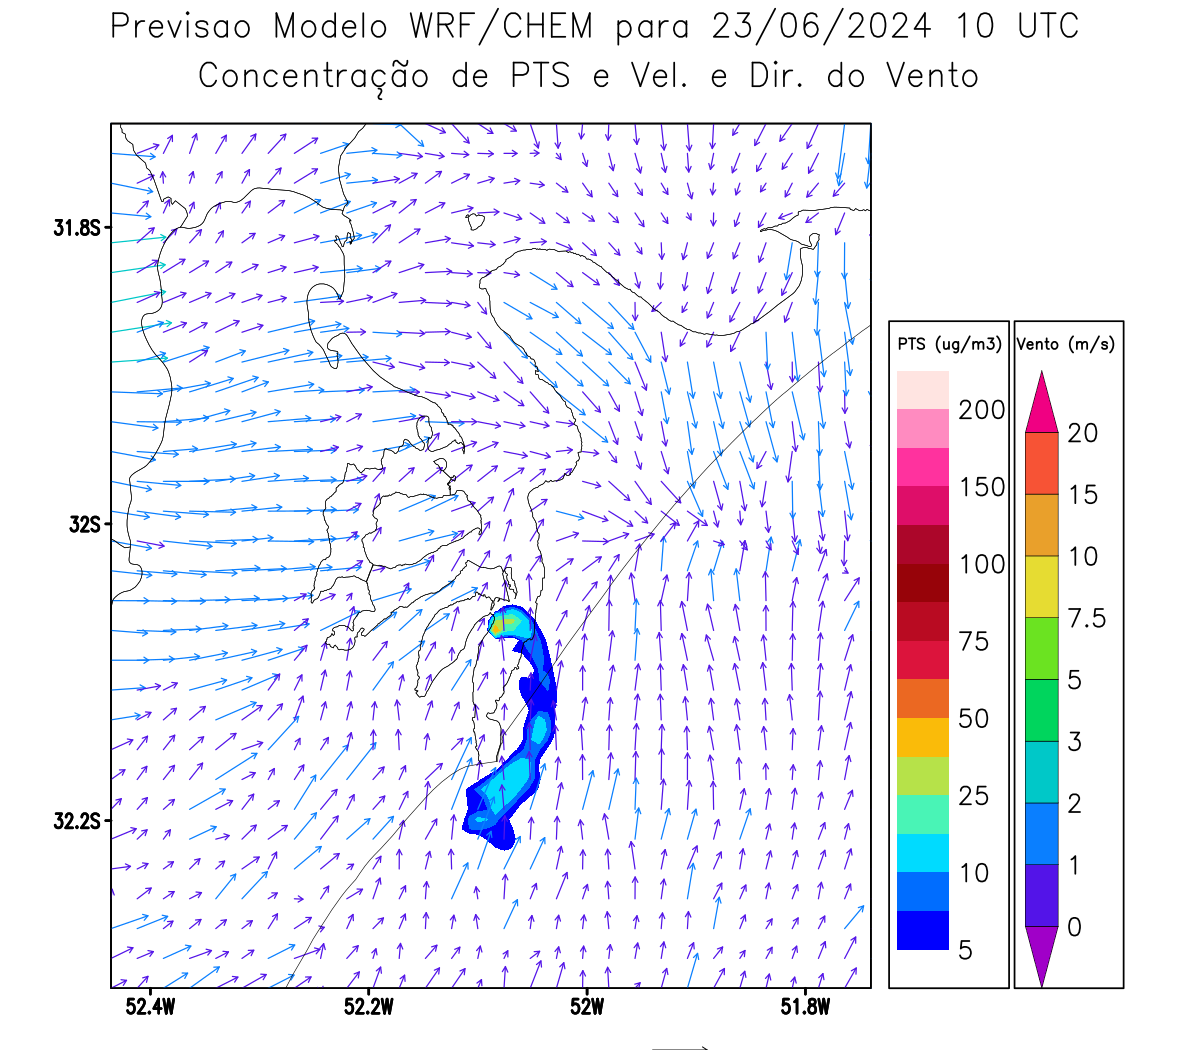 Previsao Modelo WRF/CHEM para 23/06/2024 10 UTC
Concentração de PTS e Vel. e Dir. do Vento
31.8S
32S
32.2S
52.4W 52.2W 52W 51.8W
PTS (ug/m3)
200
150
100
75
50
25
10
5
Vento (m/s)
20
15
10
7.5
5
3
2
1
0